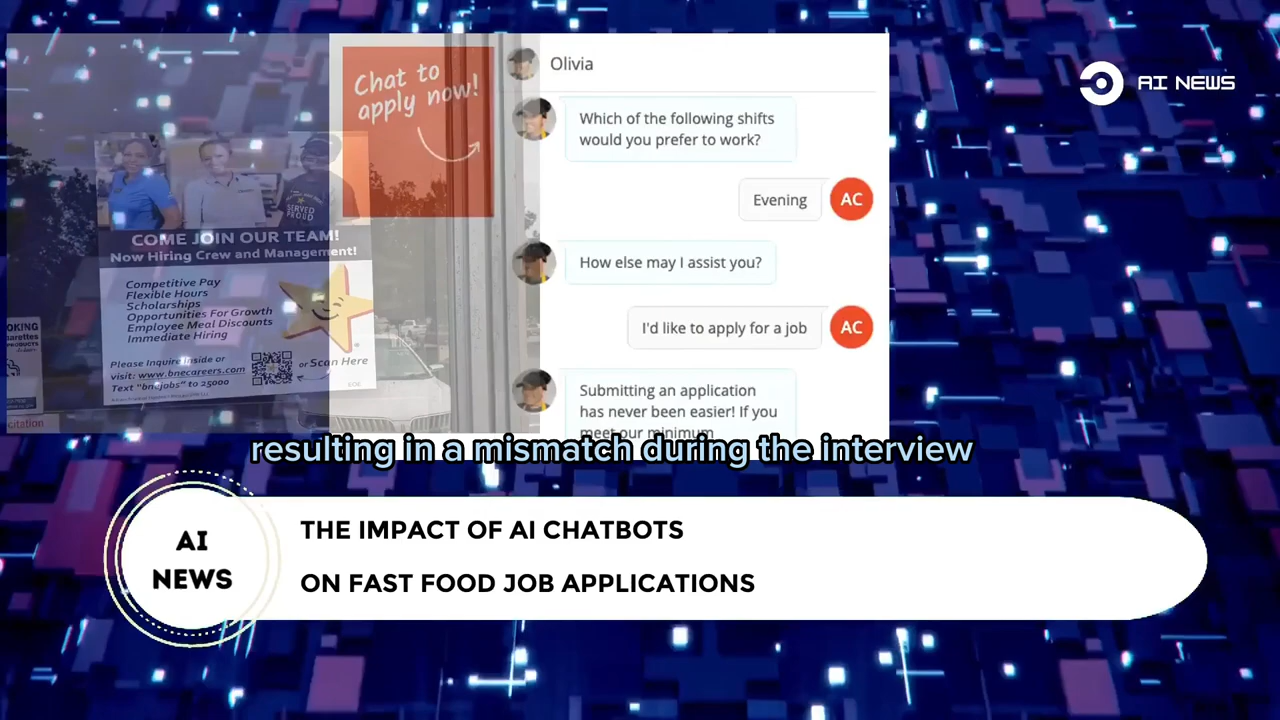 AI NEWS
Chat to
apply now!
Olivia
Which of the following shifts
would you prefer to work?
Evening
AC
How else may I assist you?
I'd like to apply for a job
AC
Submitting an application
has never been easier! If you
meet our minimum
SERVED
PROUD
COME JOIN OUR TEAM!
Now Hiring Crew and Management!
Competitive Pay
Flexible Hours
Scholarships
Opportunities For Growth
Employee Meal Discounts
Immediate Hiring
Please Inquire Inside or
visit: www.bnecareers.com
Text "bnejobs" to 25000
or Scan Here
resulting in a mismatch during the interview
AI
NEWS
THE IMPACT OF AI CHATBOTS
ON FAST FOOD JOB APPLICATIONS